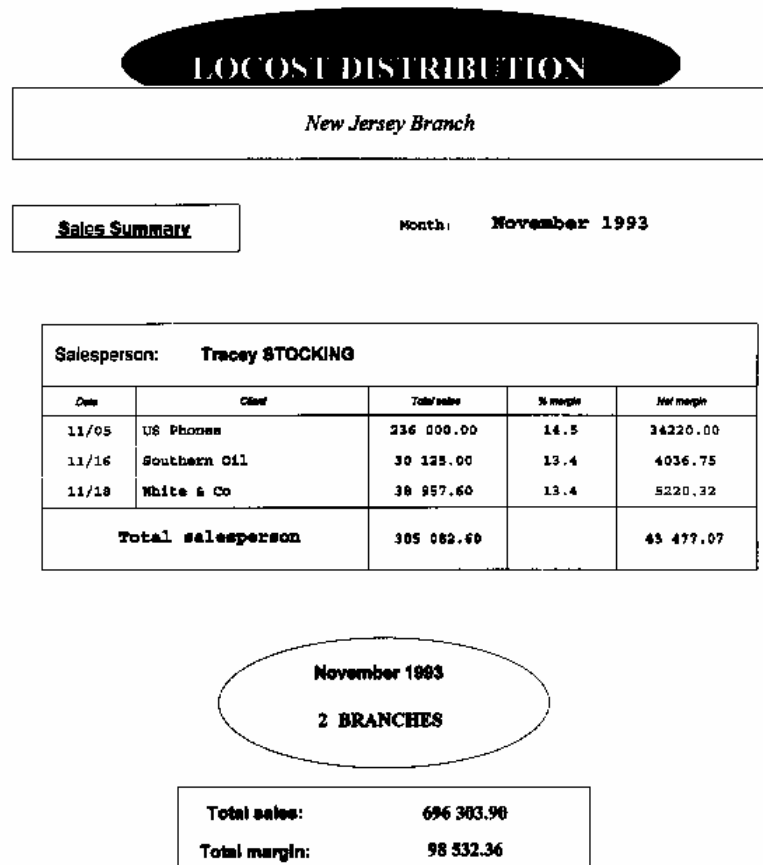 LOCOST DISTRIBUTION
New Jersey Branch
Sales Summary Month: November 1993
Salesperson: Tracey STOCKING
Date Client Total sales % margin Net margin
11/05 US Phones 236 000.00 14.5 34220.00
11/16 Southern Oil 30 125.00 13.4 4036.75
11/18 White & Co 38 957.60 13.4 5220.32
Total salesperson 305 082.60 43 477.07
November 1993
2 BRANCHES
Total sales: 696 303.90
Total margin: 98 532.36